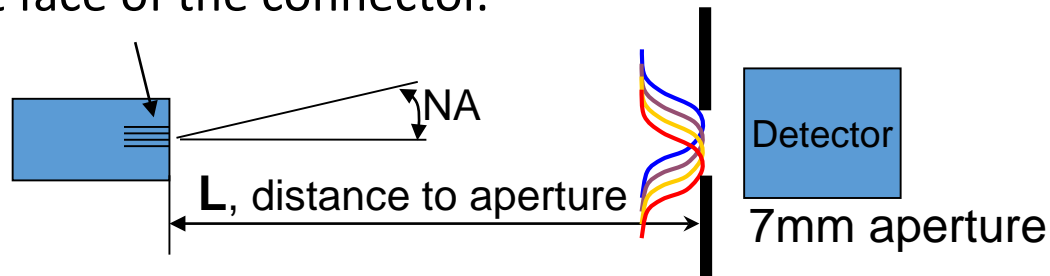 face of the connector.
NA
Detector
L, distance to aperture
7mm aperture